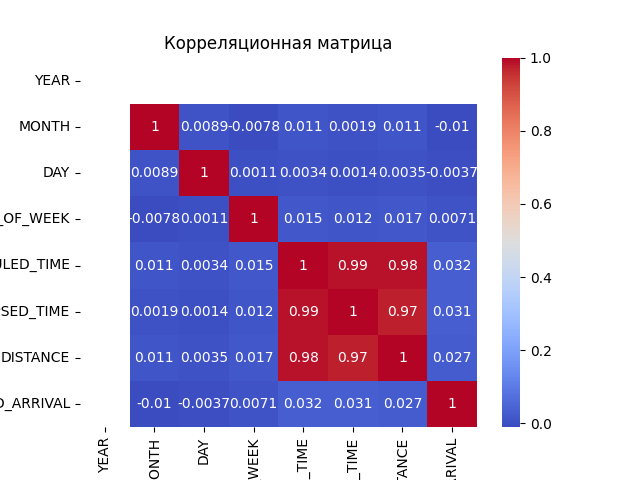 Корреляционная матрица
YEAR
MONTH 1 0.0089 -0.0078 0.011 0.0019 0.011 -0.01
DAY 0.0089 1 0.0011 0.0034 0.0014 0.0035 -0.0037
_OF_WEEK -0.0078 0.0011 1 0.015 0.012 0.017 0.0071
ULED_TIME 0.011 0.0034 0.015 1 0.99 0.98 0.032
PSED_TIME 0.0019 0.0014 0.012 0.99 1 0.97 0.031
DISTANCE 0.011 0.0035 0.017 0.98 0.97 1 0.027
D_ARRIVAL -0.01 -0.0037 0.0071 0.032 0.031 0.027 1
YEAR
ONTH
DAY
WEEK
_TIME
_TIME
TANCE
RIVAL
1.0
0.8
0.6
0.4
0.2
0.0